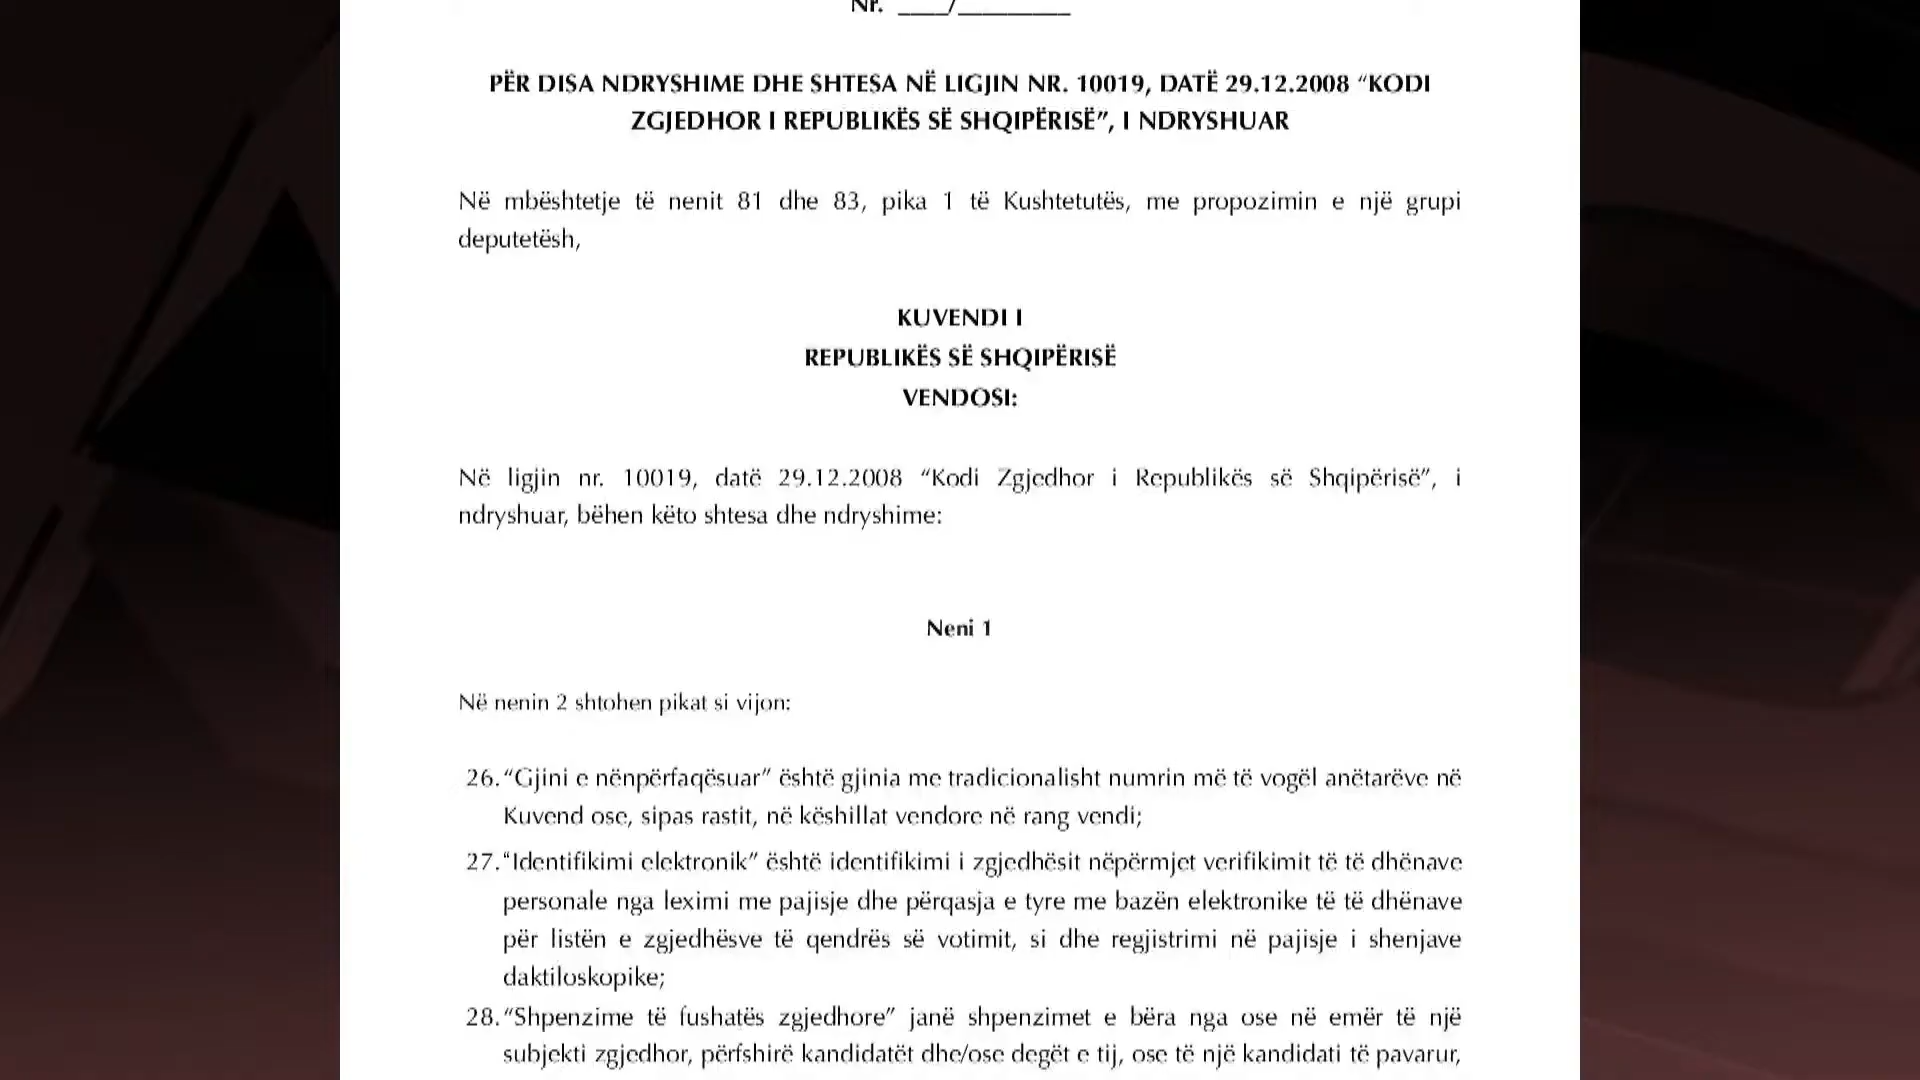 Nr. ____/_________
PËR DISA NDRYSHIME DHE SHTESA NË LIGJIN NR. 10019, DATË 29.12.2008 “KODI
ZGJEDHOR I REPUBLIKËS SË SHQIPËRISË”, I NDRYSHUAR
Në mbështetje të nenit 81 dhe 83, pika 1 të Kushtetutës, me propozimin e një grupi
deputetësh,
KUVENDI I
REPUBLIKËS SË SHQIPËRISË
VENDOSI:
Në ligjin nr. 10019, datë 29.12.2008 “Kodi Zgjedhor i Republikës së Shqipërisë”, i
ndryshuar, bëhen këto shtesa dhe ndryshime:
Neni 1
Në nenin 2 shtohen pikat si vijon:
26. “Gjini e nënpërfaqësuar” është gjinia me tradicionalisht numrin më të vogël anëtarëve në
Kuvend ose, sipas rastit, në këshillat vendore në rang vendi;
27. “Identifikimi elektronik” është identifikimi i zgjedhësit nëpërmjet verifikimit të të dhënave
personale nga leximi me pajisje dhe përqasja e tyre me bazën elektronike të të dhënave
për listën e zgjedhësve të qendrës së votimit, si dhe regjistrimi në pajisje i shenjave
daktiloskopike;
28. “Shpenzime të fushatës zgjedhore” janë shpenzimet e bëra nga ose në emër të një
subjekti zgjedhor, përfshirë kandidatët dhe/ose degët e tij, ose të një kandidati të pavarur,